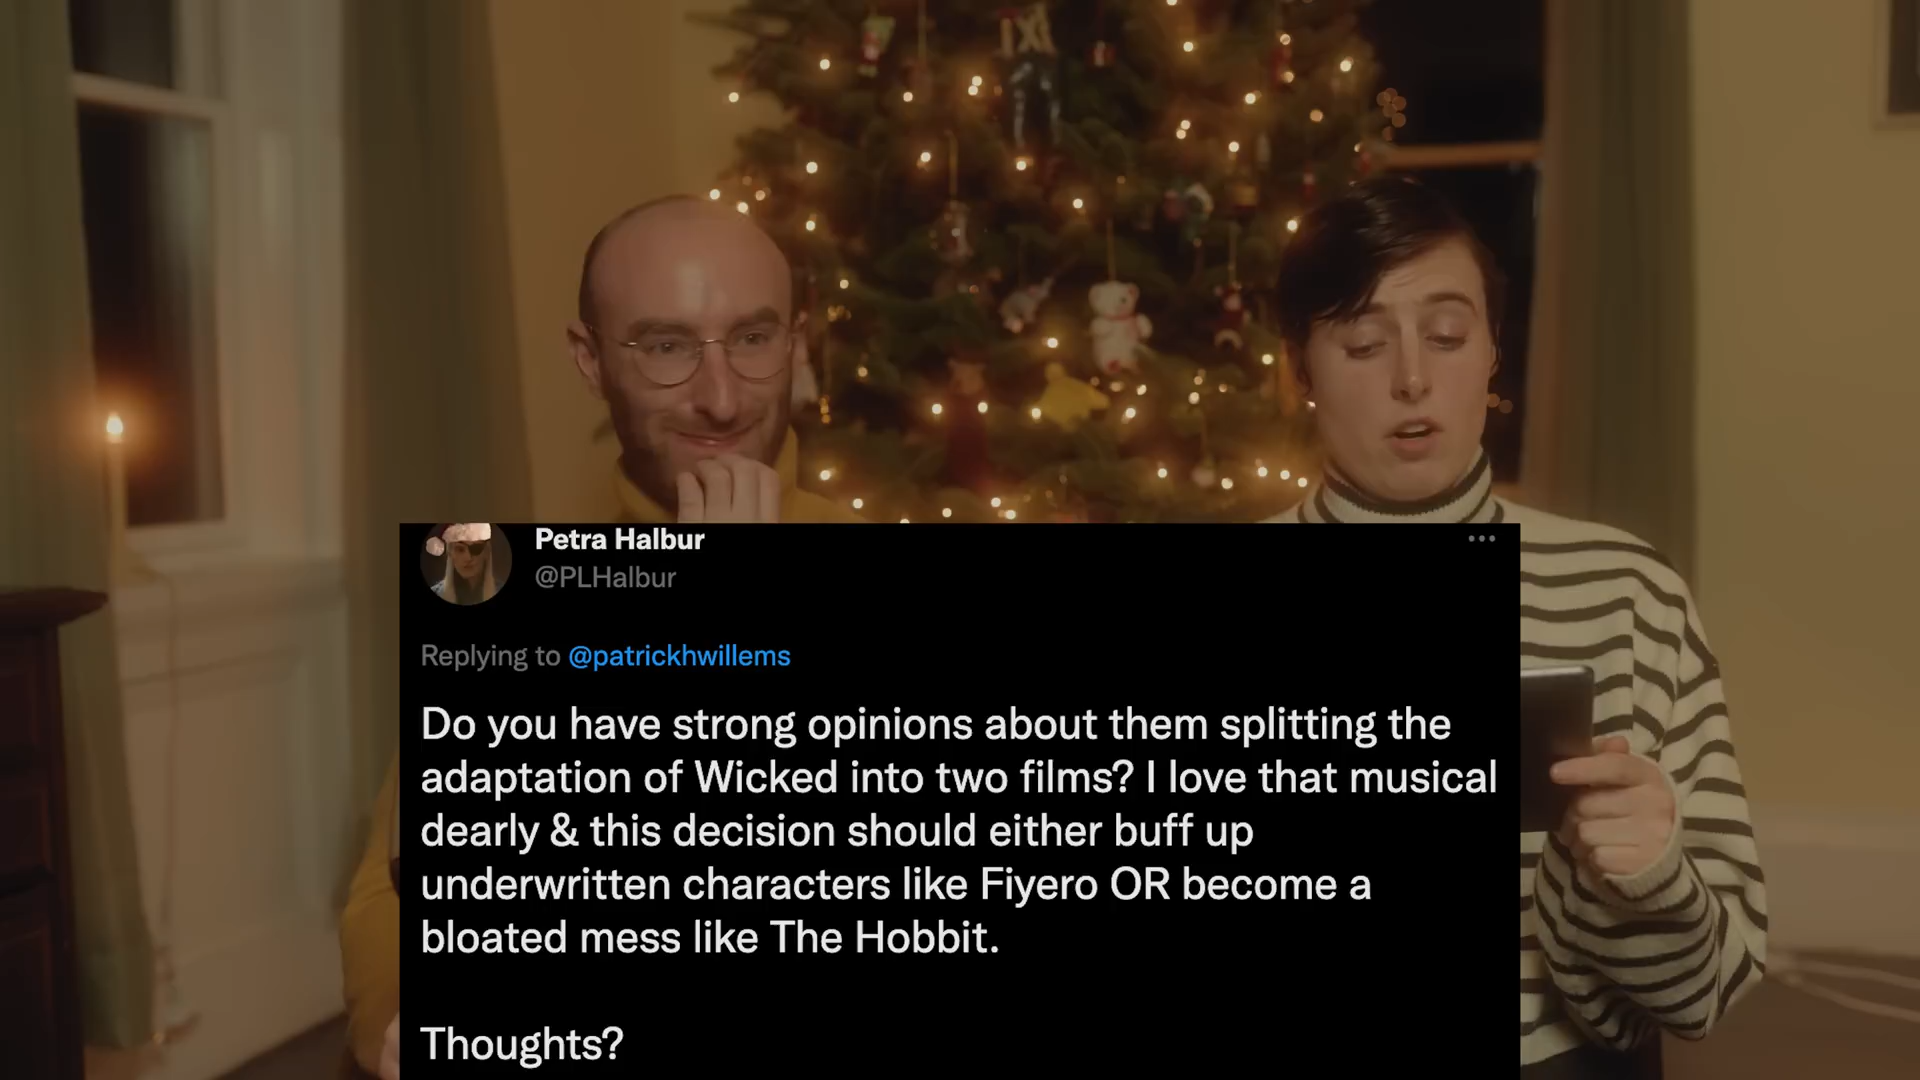 Petra Halbur
@PLHalbur
Replying to @patrickhwillems
Do you have strong opinions about them splitting the
adaptation of Wicked into two films? I love that musical
dearly & this decision should either buff up
underwritten characters like Fiyero OR become a
bloated mess like The Hobbit.
Thoughts?